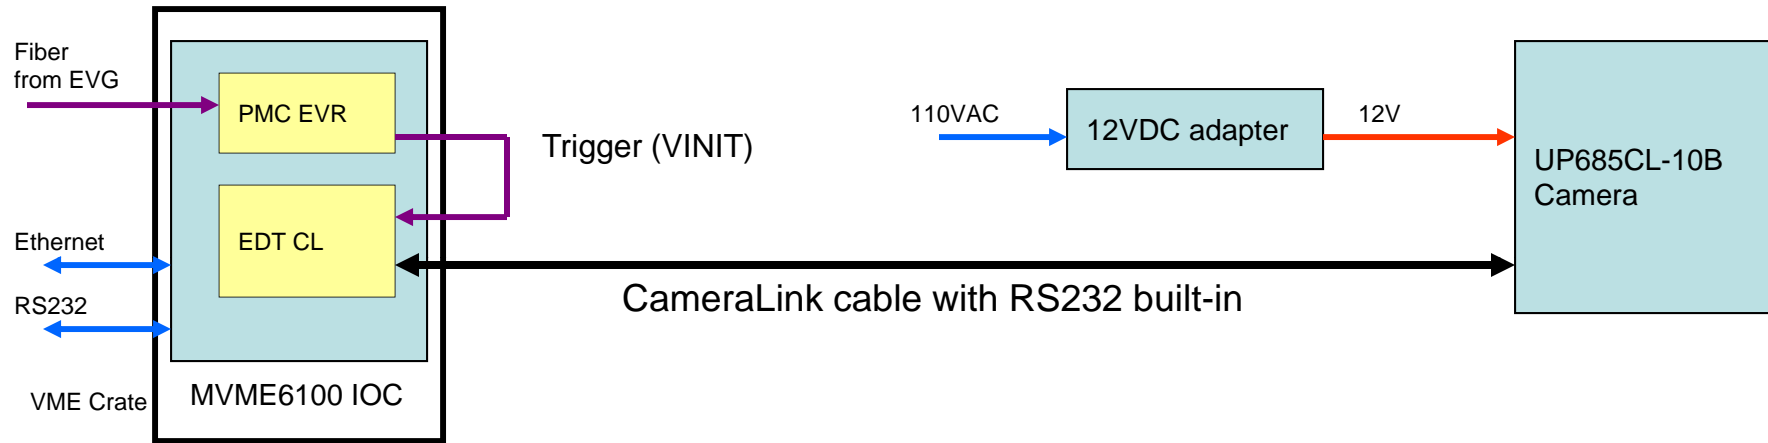 Fiber
from EVG
PMC EVR
Trigger (VINIT)
110VAC
12VDC adapter
12V
UP685CL-10B
Camera
EDT CL
Ethernet
RS232
CameraLink cable with RS232 built-in
VME Crate
MVME6100 IOC